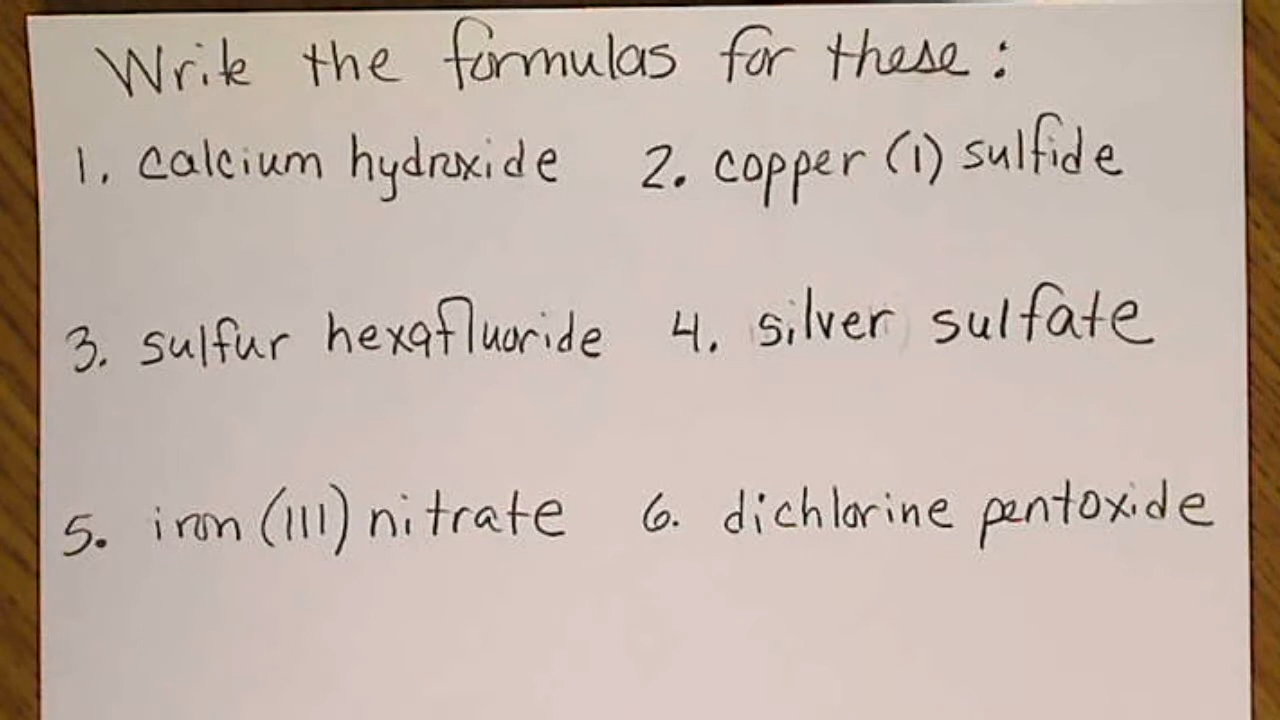 Write the formulas for these:
1. calcium hydroxide 2. copper (I) sulfide
3. sulfur hexafluoride 4. silver sulfate
5. iron (III) nitrate 6. dichlorine pentoxide